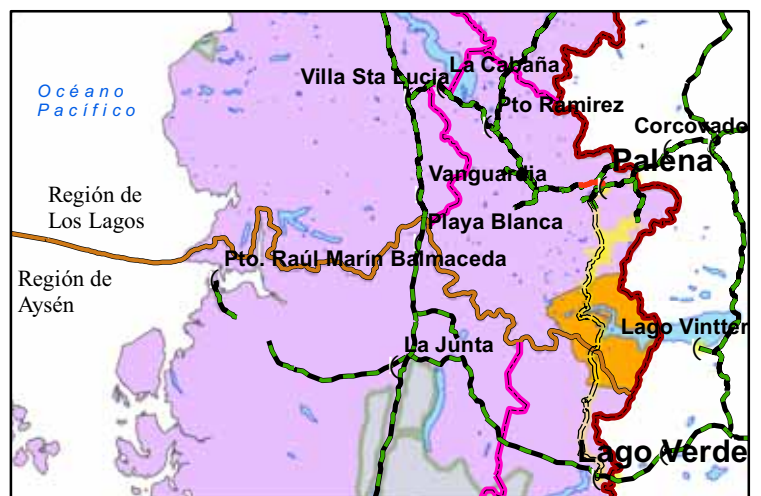 Océano
Pacífico
La Cabaña
Villa Sta Lucia
Pto Ramirez
Corcovado
Palena
Vanguardia
Región de
Los Lagos
Playa Blanca
Pto. Raúl Marín Balmaceda
Región de
Aysén
Lago Vintter
La Junta
Lago Verde